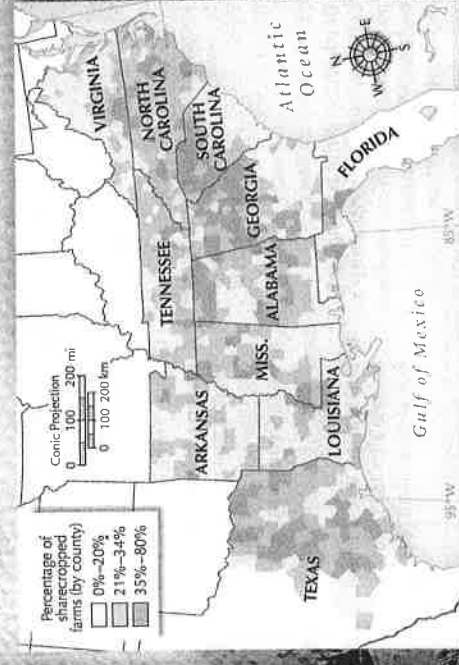 Percentage of
sharecropped
farms (by county)
0%–20%
21%–34%
35%–80%
Conic Projection
0 100 200 mi
0 100 200 km
VIRGINIA
NORTH
CAROLINA
SOUTH
CAROLINA
TENNESSEE
ARKANSAS
MISS.
ALABAMA
GEORGIA
FLORIDA
LOUISIANA
TEXAS
Atlantic
Ocean
Gulf of Mexico
N
E
S
W
95°W
85°W